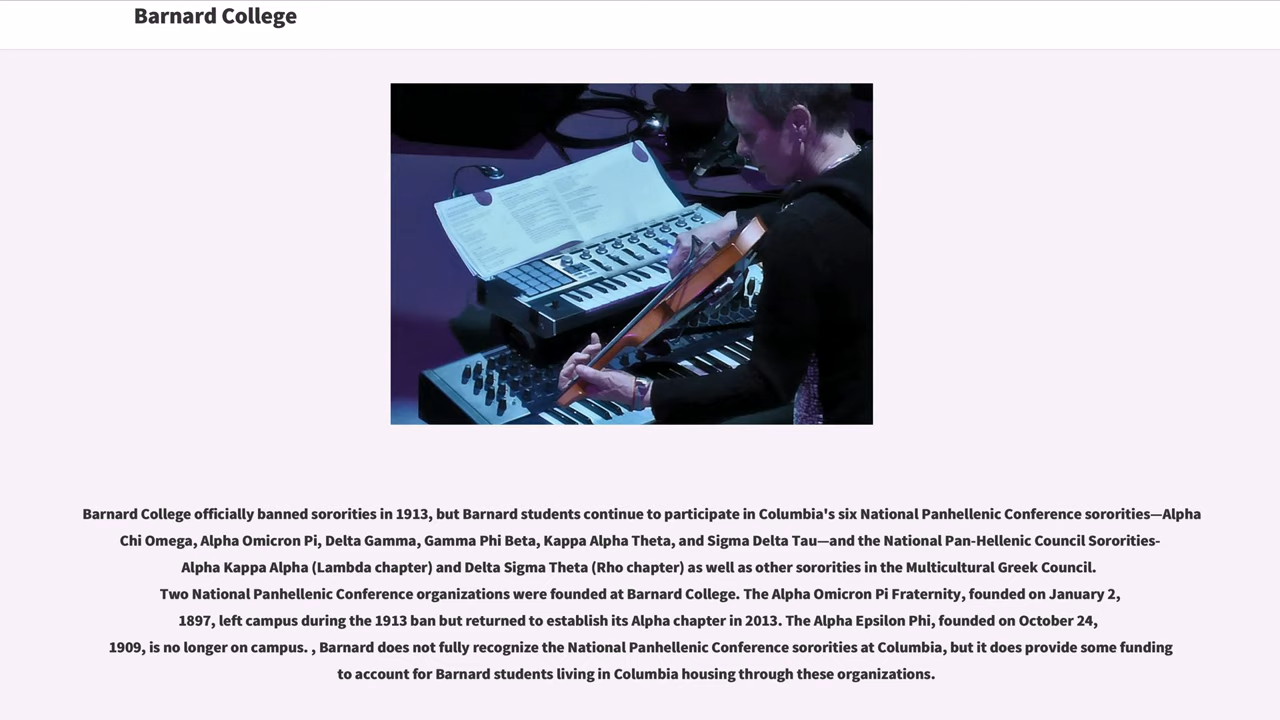 Barnard College
Barnard College officially banned sororities in 1913, but Barnard students continue to participate in Columbia's six National Panhellenic Conference sororities—Alpha
Chi Omega, Alpha Omicron Pi, Delta Gamma, Gamma Phi Beta, Kappa Alpha Theta, and Sigma Delta Tau—and the National Pan-Hellenic Council Sororities-
Alpha Kappa Alpha (Lambda chapter) and Delta Sigma Theta (Rho chapter) as well as other sororities in the Multicultural Greek Council.
Two National Panhellenic Conference organizations were founded at Barnard College. The Alpha Omicron Pi Fraternity, founded on January 2,
1897, left campus during the 1913 ban but returned to establish its Alpha chapter in 2013. The Alpha Epsilon Phi, founded on October 24,
1909, is no longer on campus. , Barnard does not fully recognize the National Panhellenic Conference sororities at Columbia, but it does provide some funding
to account for Barnard students living in Columbia housing through these organizations.